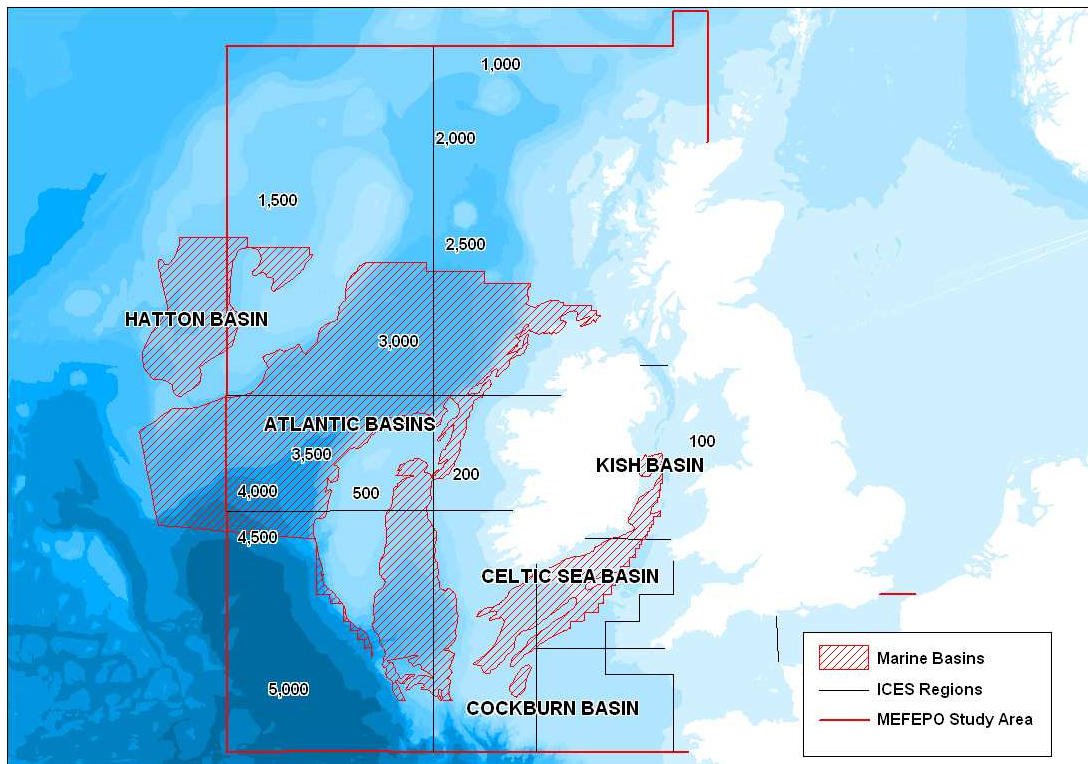 1,000
2,000
1,500
2,500
HATTON BASIN
3,000
ATLANTIC BASINS
100
3,500
KISH BASIN
200
4,000
500
4,500
CELTIC SEA BASIN
5,000
COCKBURN BASIN
Marine Basins
ICES Regions
MEFEPO Study Area